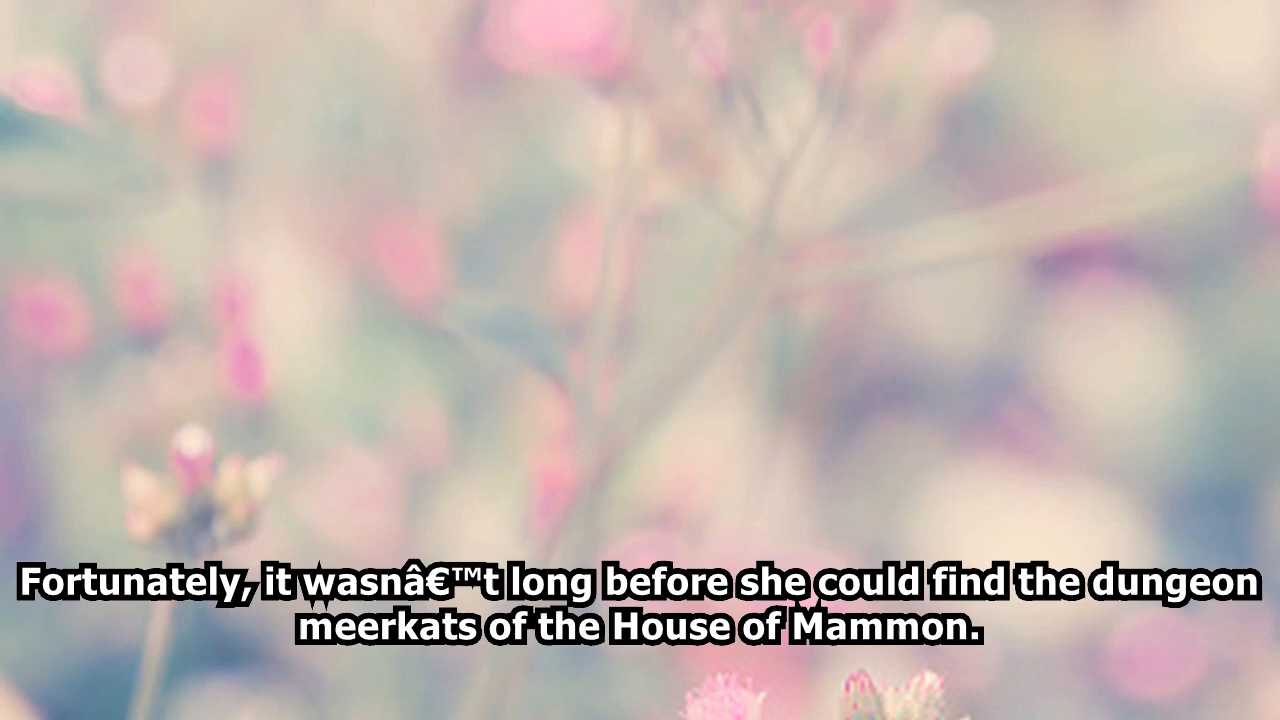 Fortunately, it wasnâ€™t long before she could find the dungeon
meerkats of the House of Mammon.